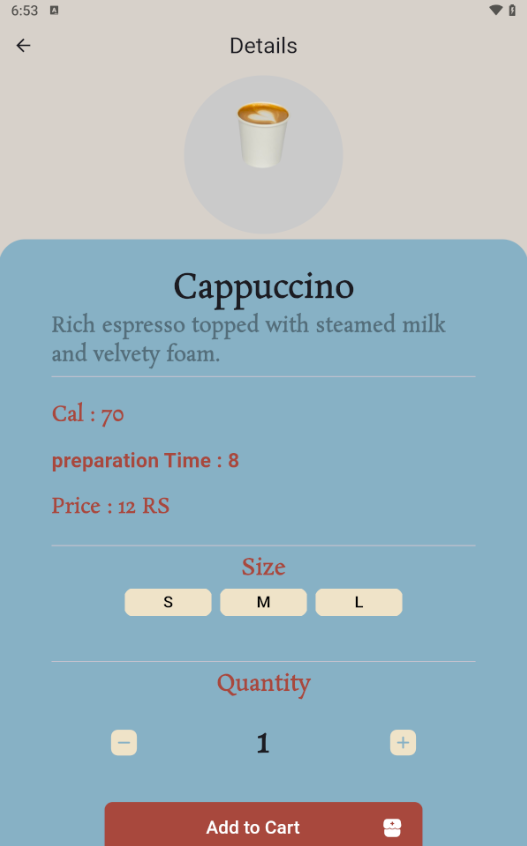 6:53
Details
Cappuccino
Rich espresso topped with steamed milk
and velvety foam.
Cal : 70
preparation Time : 8
Price : 12 RS
Size
S M L
Quantity
− 1 +
Add to Cart